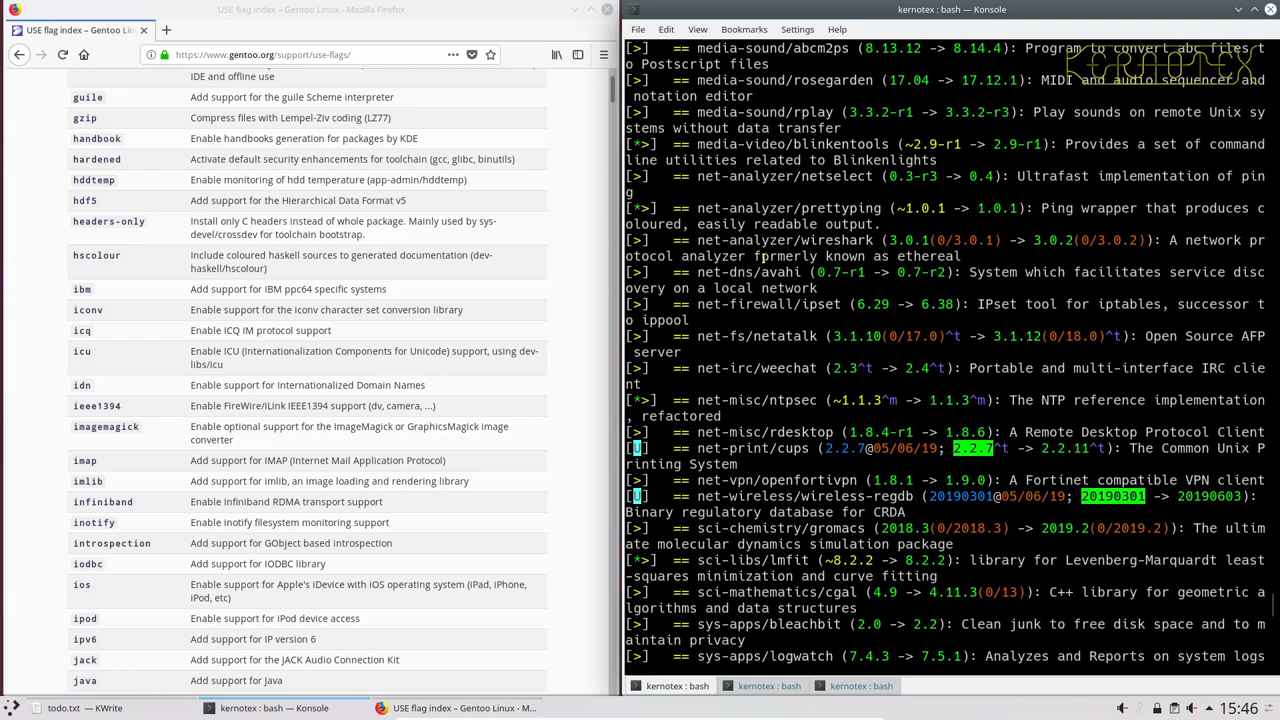 USE flag index – Gentoo Linux - Mozilla Firefox
USE flag index – Gentoo Lin
https://www.gentoo.org/support/use-flags/
IDE and offline use
guile Add support for the guile Scheme interpreter
gzip Compress files with Lempel-Ziv coding (LZ77)
handbook Enable handbooks generation for packages by KDE
hardened Activate default security enhancements for toolchain (gcc, glibc, binutils)
hddtemp Enable monitoring of hdd temperature (app-admin/hddtemp)
hdf5 Add support for the Hierarchical Data Format v5
headers-only Install only C headers instead of whole package. Mainly used by sys-
devel/crossdev for toolchain bootstrap.
hscolour Include coloured haskell sources to generated documentation (dev-
haskell/hscolour)
ibm Add support for IBM ppc64 specific systems
iconv Enable support for the iconv character set conversion library
icq Enable ICQ IM protocol support
icu Enable ICU (Internationalization Components for Unicode) support, using dev-
libs/icu
idn Enable support for Internationalized Domain Names
ieee1394 Enable FireWire/iLink IEEE1394 support (dv, camera, ...)
imagemagick Enable optional support for the ImageMagick or GraphicsMagick image
converter
imap Add support for IMAP (Internet Mail Application Protocol)
imlib Add support for imlib, an image loading and rendering library
infiniband Enable Infiniband RDMA transport support
inotify Enable inotify filesystem monitoring support
introspection Add support for GObject based introspection
iodbc Add support for iODBC library
ios Enable support for Apple's iDevice with iOS operating system (iPad, iPhone,
iPod, etc)
ipod Enable support for iPod device access
ipv6 Add support for IP version 6
jack Add support for the JACK Audio Connection Kit
java Add support for Java
kernotex : bash — Konsole
File Edit View Bookmarks Settings Help
KERNOTEX
[>] == media-sound/abcm2ps (8.13.12 -> 8.14.4): Program to convert abc files t
o Postscript files
[>] == media-sound/rosegarden (17.04 -> 17.12.1): MIDI and audio sequencer and
notation editor
[>] == media-sound/rplay (3.3.2-r1 -> 3.3.2-r3): Play sounds on remote Unix sy
stems without data transfer
[*>] == media-video/blinkentools (~2.9-r1 -> 2.9-r1): Provides a set of command
line utilities related to Blinkenlights
[>] == net-analyzer/netselect (0.3-r3 -> 0.4): Ultrafast implementation of pin
g
[*>] == net-analyzer/prettyping (~1.0.1 -> 1.0.1): Ping wrapper that produces c
oloured, easily readable output.
[>] == net-analyzer/wireshark (3.0.1(0/3.0.1) -> 3.0.2(0/3.0.2)): A network pr
otocol analyzer formerly known as ethereal
[>] == net-dns/avahi (0.7-r1 -> 0.7-r2): System which facilitates service disc
overy on a local network
[>] == net-firewall/ipset (6.29 -> 6.38): IPset tool for iptables, successor t
o ippool
[>] == net-fs/netatalk (3.1.10(0/17.0)^t -> 3.1.12(0/18.0)^t): Open Source AFP
server
[>] == net-irc/weechat (2.3^t -> 2.4^t): Portable and multi-interface IRC clie
nt
[*>] == net-misc/ntpsec (~1.1.3^m -> 1.1.3^m): The NTP reference implementation
, refactored
[>] == net-misc/rdesktop (1.8.4-r1 -> 1.8.6): A Remote Desktop Protocol Client
[U] == net-print/cups (2.2.7@05/06/19; 2.2.7^t -> 2.2.11^t): The Common Unix P
rinting System
[>] == net-vpn/openfortivpn (1.8.1 -> 1.9.0): A Fortinet compatible VPN client
[U] == net-wireless/wireless-regdb (20190301@05/06/19; 20190301 -> 20190603):
Binary regulatory database for CRDA
[>] == sci-chemistry/gromacs (2018.3(0/2018.3) -> 2019.2(0/2019.2)): The ultim
ate molecular dynamics simulation package
[*>] == sci-libs/lmfit (~8.2.2 -> 8.2.2): library for Levenberg-Marquardt least
-squares minimization and curve fitting
[>] == sci-mathematics/cgal (4.9 -> 4.11.3(0/13)): C++ library for geometric a
lgorithms and data structures
[>] == sys-apps/bleachbit (2.0 -> 2.2): Clean junk to free disk space and to m
aintain privacy
[>] == sys-apps/logwatch (7.4.3 -> 7.5.1): Analyzes and Reports on system logs
kernotex : bash kernotex : bash kernotex : bash
todo.txt — KWrite kernotex : bash — Konsole USE flag index – Gentoo Linux - M... 15:46